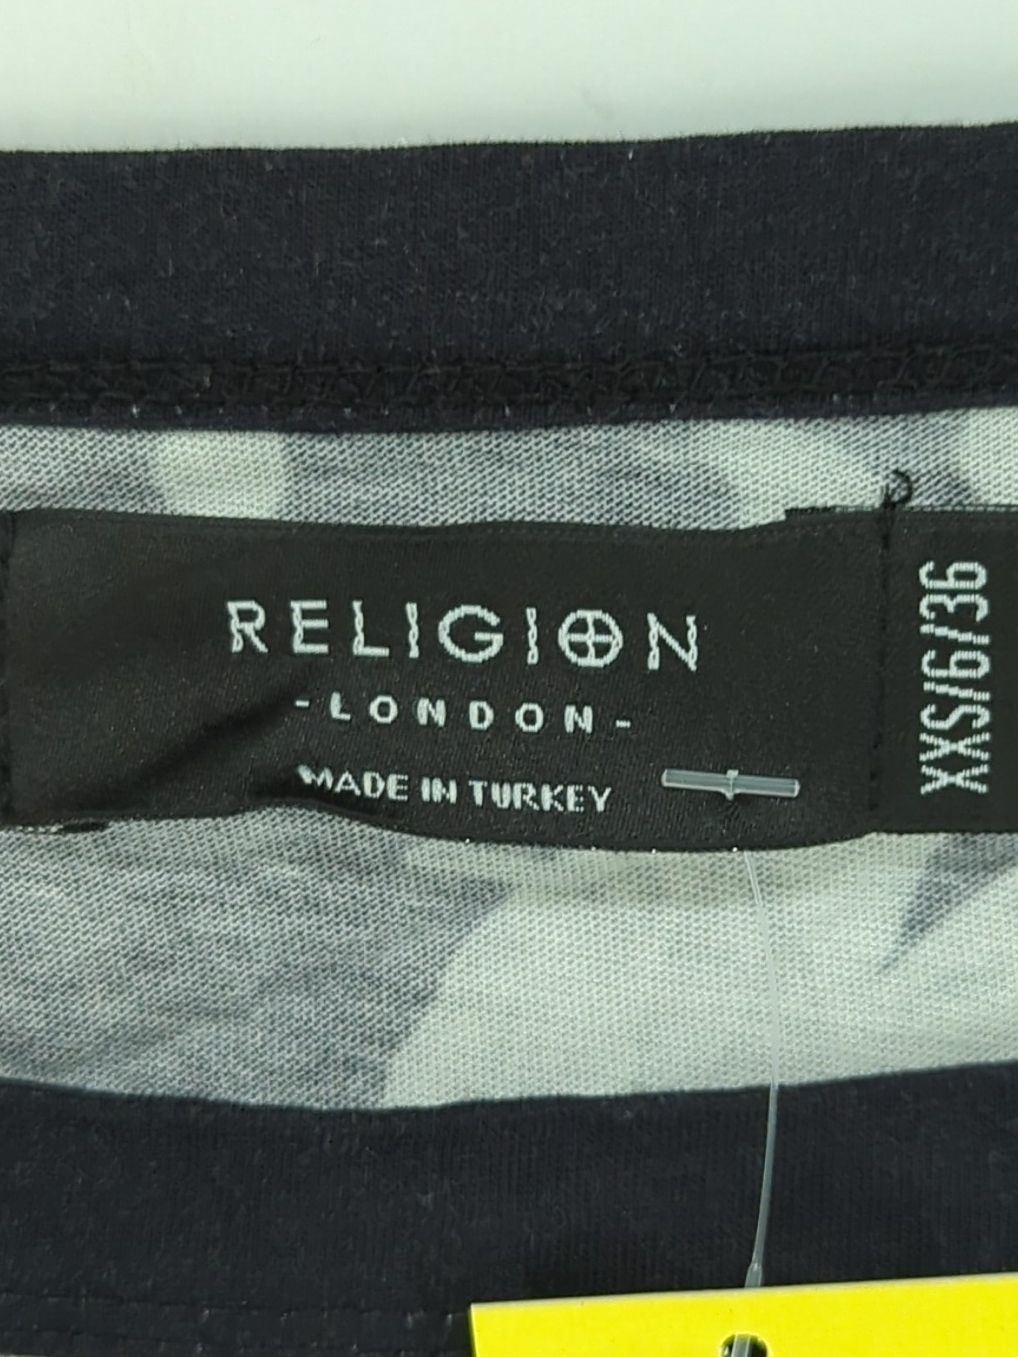 RELIGION
-LONDON-
MADE IN TURKEY
XXS/6/36